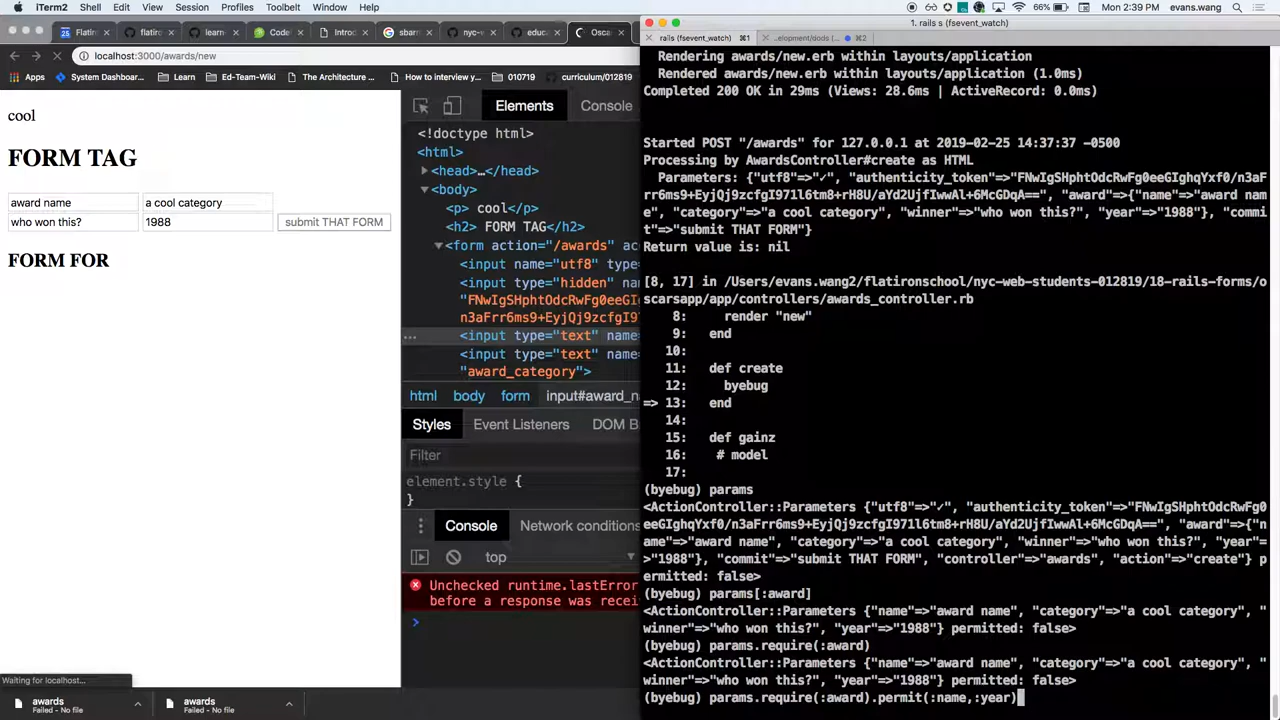 iTerm2 Shell Edit View Session Profiles Toolbelt Window Help
66% Mon 2:39 PM evans.wang
1. rails s (fsevent_watch)
Flatir
flatiro
learn-
Code
Introd
sbarn
nyc-v
educa
Oscar
rails (fsevent_watch) ⌘1
..elopment/dods (... ⌘2
localhost:3000/awards/new
Apps
System Dashboar...
Learn
Ed-Team-Wiki
The Architecture ...
How to interview y...
010719
curriculum/012819
cool
FORM TAG
award name
a cool category
who won this?
1988
submit THAT FORM
FORM FOR
Waiting for localhost...
awards
Failed - No file
awards
Failed - No file
Elements
Console
<!doctype html>
<html>
<head>…</head>
<body>
<p> cool</p>
<h2> FORM TAG</h2>
<form action="/awards" ac
<input name="utf8" type=
<input type="hidden" name
"FNwIgSHphtOdcRwFg0eeGIg
n3aFrr6ms9+EyjQj9zcfgI97
<input type="text" name=
<input type="text" name=
"award_category">
html body form input#award_n
Styles
Event Listeners
DOM B
Filter
element.style {
}
Console
Network conditions
top
Unchecked runtime.lastError
before a response was recei
Rendering awards/new.erb within layouts/application
Rendered awards/new.erb within layouts/application (1.0ms)
Completed 200 OK in 29ms (Views: 28.6ms | ActiveRecord: 0.0ms)
Started POST "/awards" for 127.0.0.1 at 2019-02-25 14:37:37 -0500
Processing by AwardsController#create as HTML
Parameters: {"utf8"=>"✓", "authenticity_token"=>"FNwIgSHphtOdcRwFg0eeGIghqYxf0/n3aF
rr6ms9+EyjQj9zcfgI971l6tm8+rH8U/aYd2UjfIwwAl+6McGDqA==", "award"=>{"name"=>"award nam
e", "category"=>"a cool category", "winner"=>"who won this?", "year"=>"1988"}, "commi
t"=>"submit THAT FORM"}
Return value is: nil
[8, 17] in /Users/evans.wang2/flatironschool/nyc-web-students-012819/18-rails-forms/o
scarsapp/app/controllers/awards_controller.rb
8: render "new"
9: end
10:
11: def create
12: byebug
=> 13: end
14:
15: def gainz
16: # model
17:
(byebug) params
<ActionController::Parameters {"utf8"=>"✓", "authenticity_token"=>"FNwIgSHphtOdcRwFg0
eeGIghqYxf0/n3aFrr6ms9+EyjQj9zcfgI971l6tm8+rH8U/aYd2UjfIwwAl+6McGDqA==", "award"=>{"n
ame"=>"award name", "category"=>"a cool category", "winner"=>"who won this?", "year"=
>"1988"}, "commit"=>"submit THAT FORM", "controller"=>"awards", "action"=>"create"} p
ermitted: false>
(byebug) params[:award]
<ActionController::Parameters {"name"=>"award name", "category"=>"a cool category", "
winner"=>"who won this?", "year"=>"1988"} permitted: false>
(byebug) params.require(:award)
<ActionController::Parameters {"name"=>"award name", "category"=>"a cool category", "
winner"=>"who won this?", "year"=>"1988"} permitted: false>
(byebug) params.require(:award).permit(:name,:year)